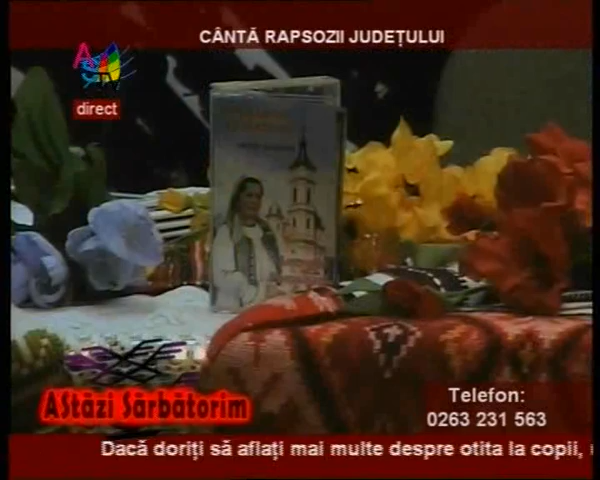 CÂNTĂ RAPSOZII JUDEȚULUI
direct
AStăzi Sărbătorim
Telefon:
0263 231 563
Dacă doriți să aflați mai multe despre otita la copii,